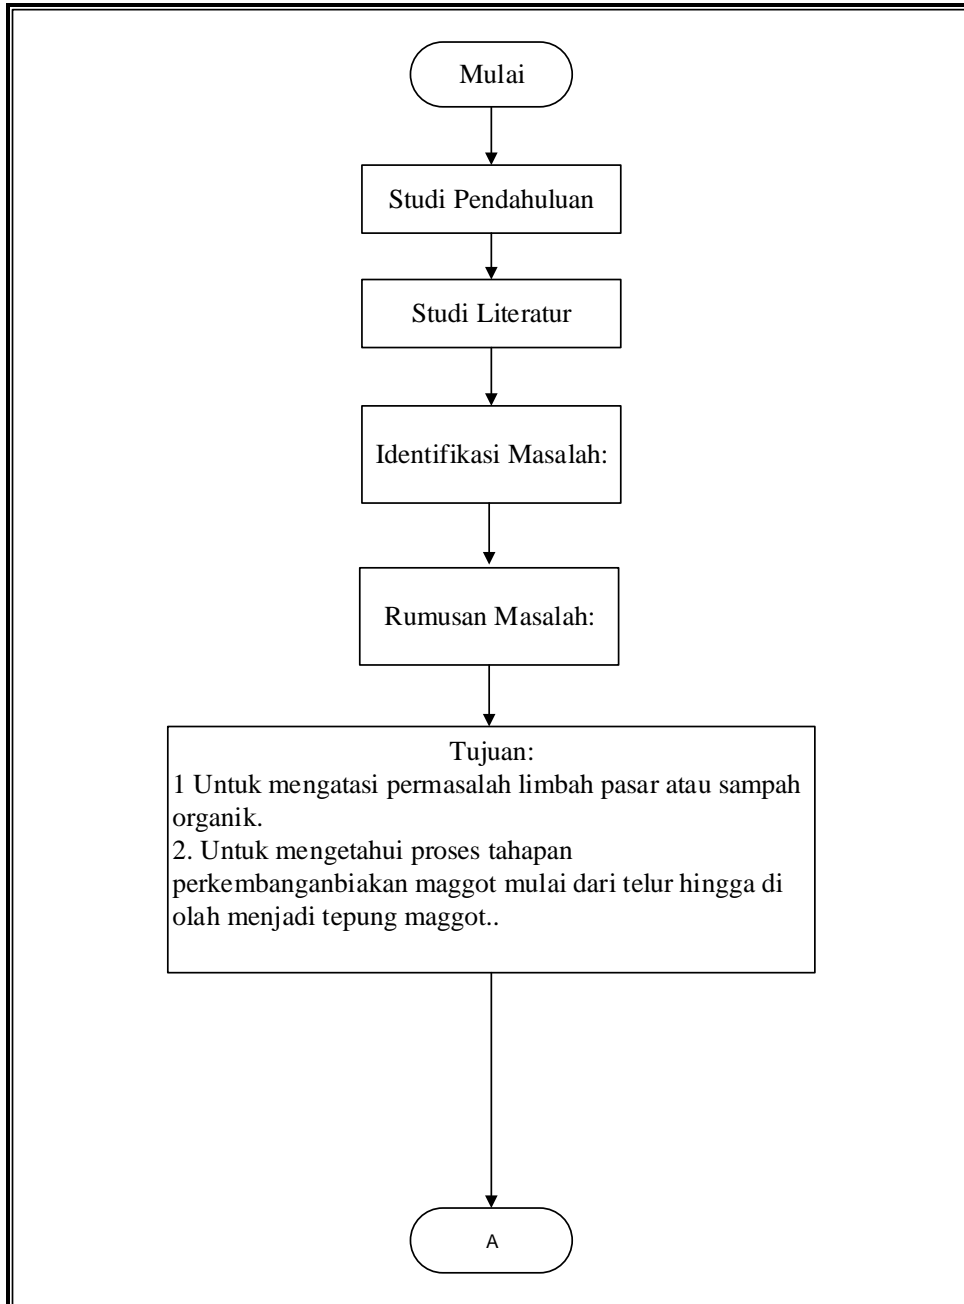 Mulai
Studi Pendahuluan
Studi Literatur
Identifikasi Masalah:
Rumusan Masalah:
Tujuan:
1 Untuk mengatasi permasalah limbah pasar atau sampah
organik.
2. Untuk mengetahui proses tahapan
perkembanganbiakan maggot mulai dari telur hingga di
olah menjadi tepung maggot..
A